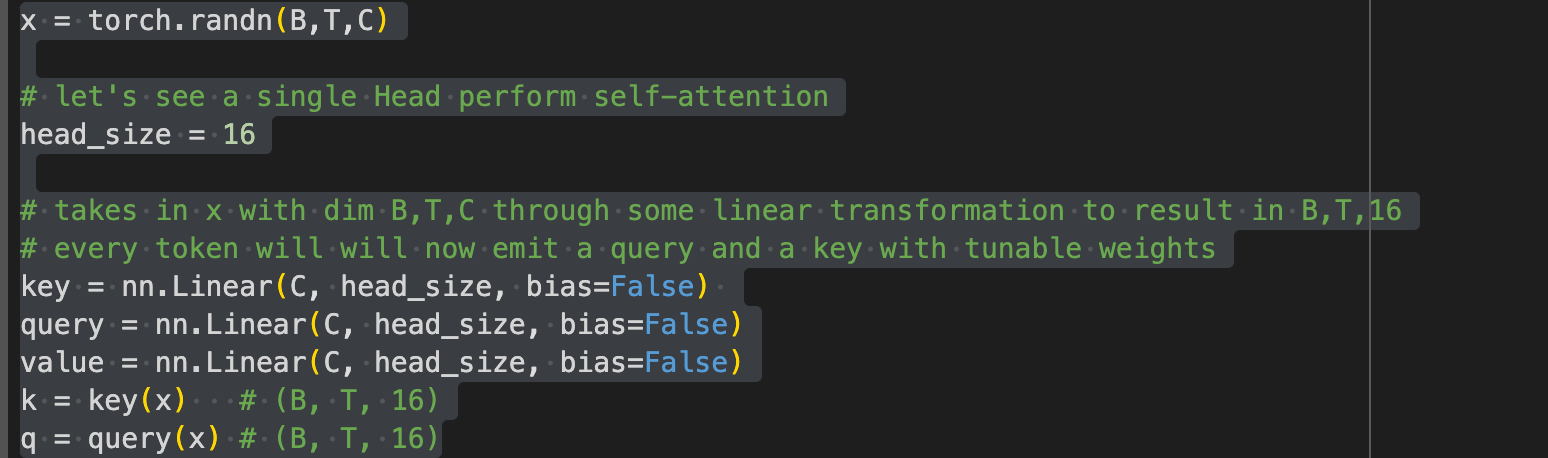 x = torch.randn(B,T,C)
# let's see a single Head perform self-attention
head_size = 16
# takes in x with dim B,T,C through some linear transformation to result in B,T,16
# every token will will now emit a query and a key with tunable weights
key = nn.Linear(C, head_size, bias=False)
query = nn.Linear(C, head_size, bias=False)
value = nn.Linear(C, head_size, bias=False)
k = key(x)   # (B, T, 16)
q = query(x) # (B, T, 16)